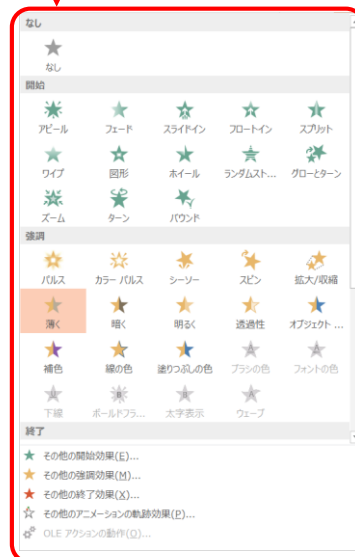 なし
なし
開始
アピール フェード スライドイン フロートイン スプリット
ワイプ 図形 ホイール ランダムスト... グローとターン
ズーム ターン バウンド
強調
パルス カラー パルス シーソー スピン 拡大/収縮
薄く 暗く 明るく 透過性 オブジェクト ...
補色 線の色 塗りつぶしの色 ブラシの色 フォントの色
下線 ボールドフラ... 太字表示 ウェーブ
終了
その他の開始効果(E)...
その他の強調効果(M)...
その他の終了効果(X)...
その他のアニメーションの軌跡効果(P)...
OLE アクションの動作(O)...